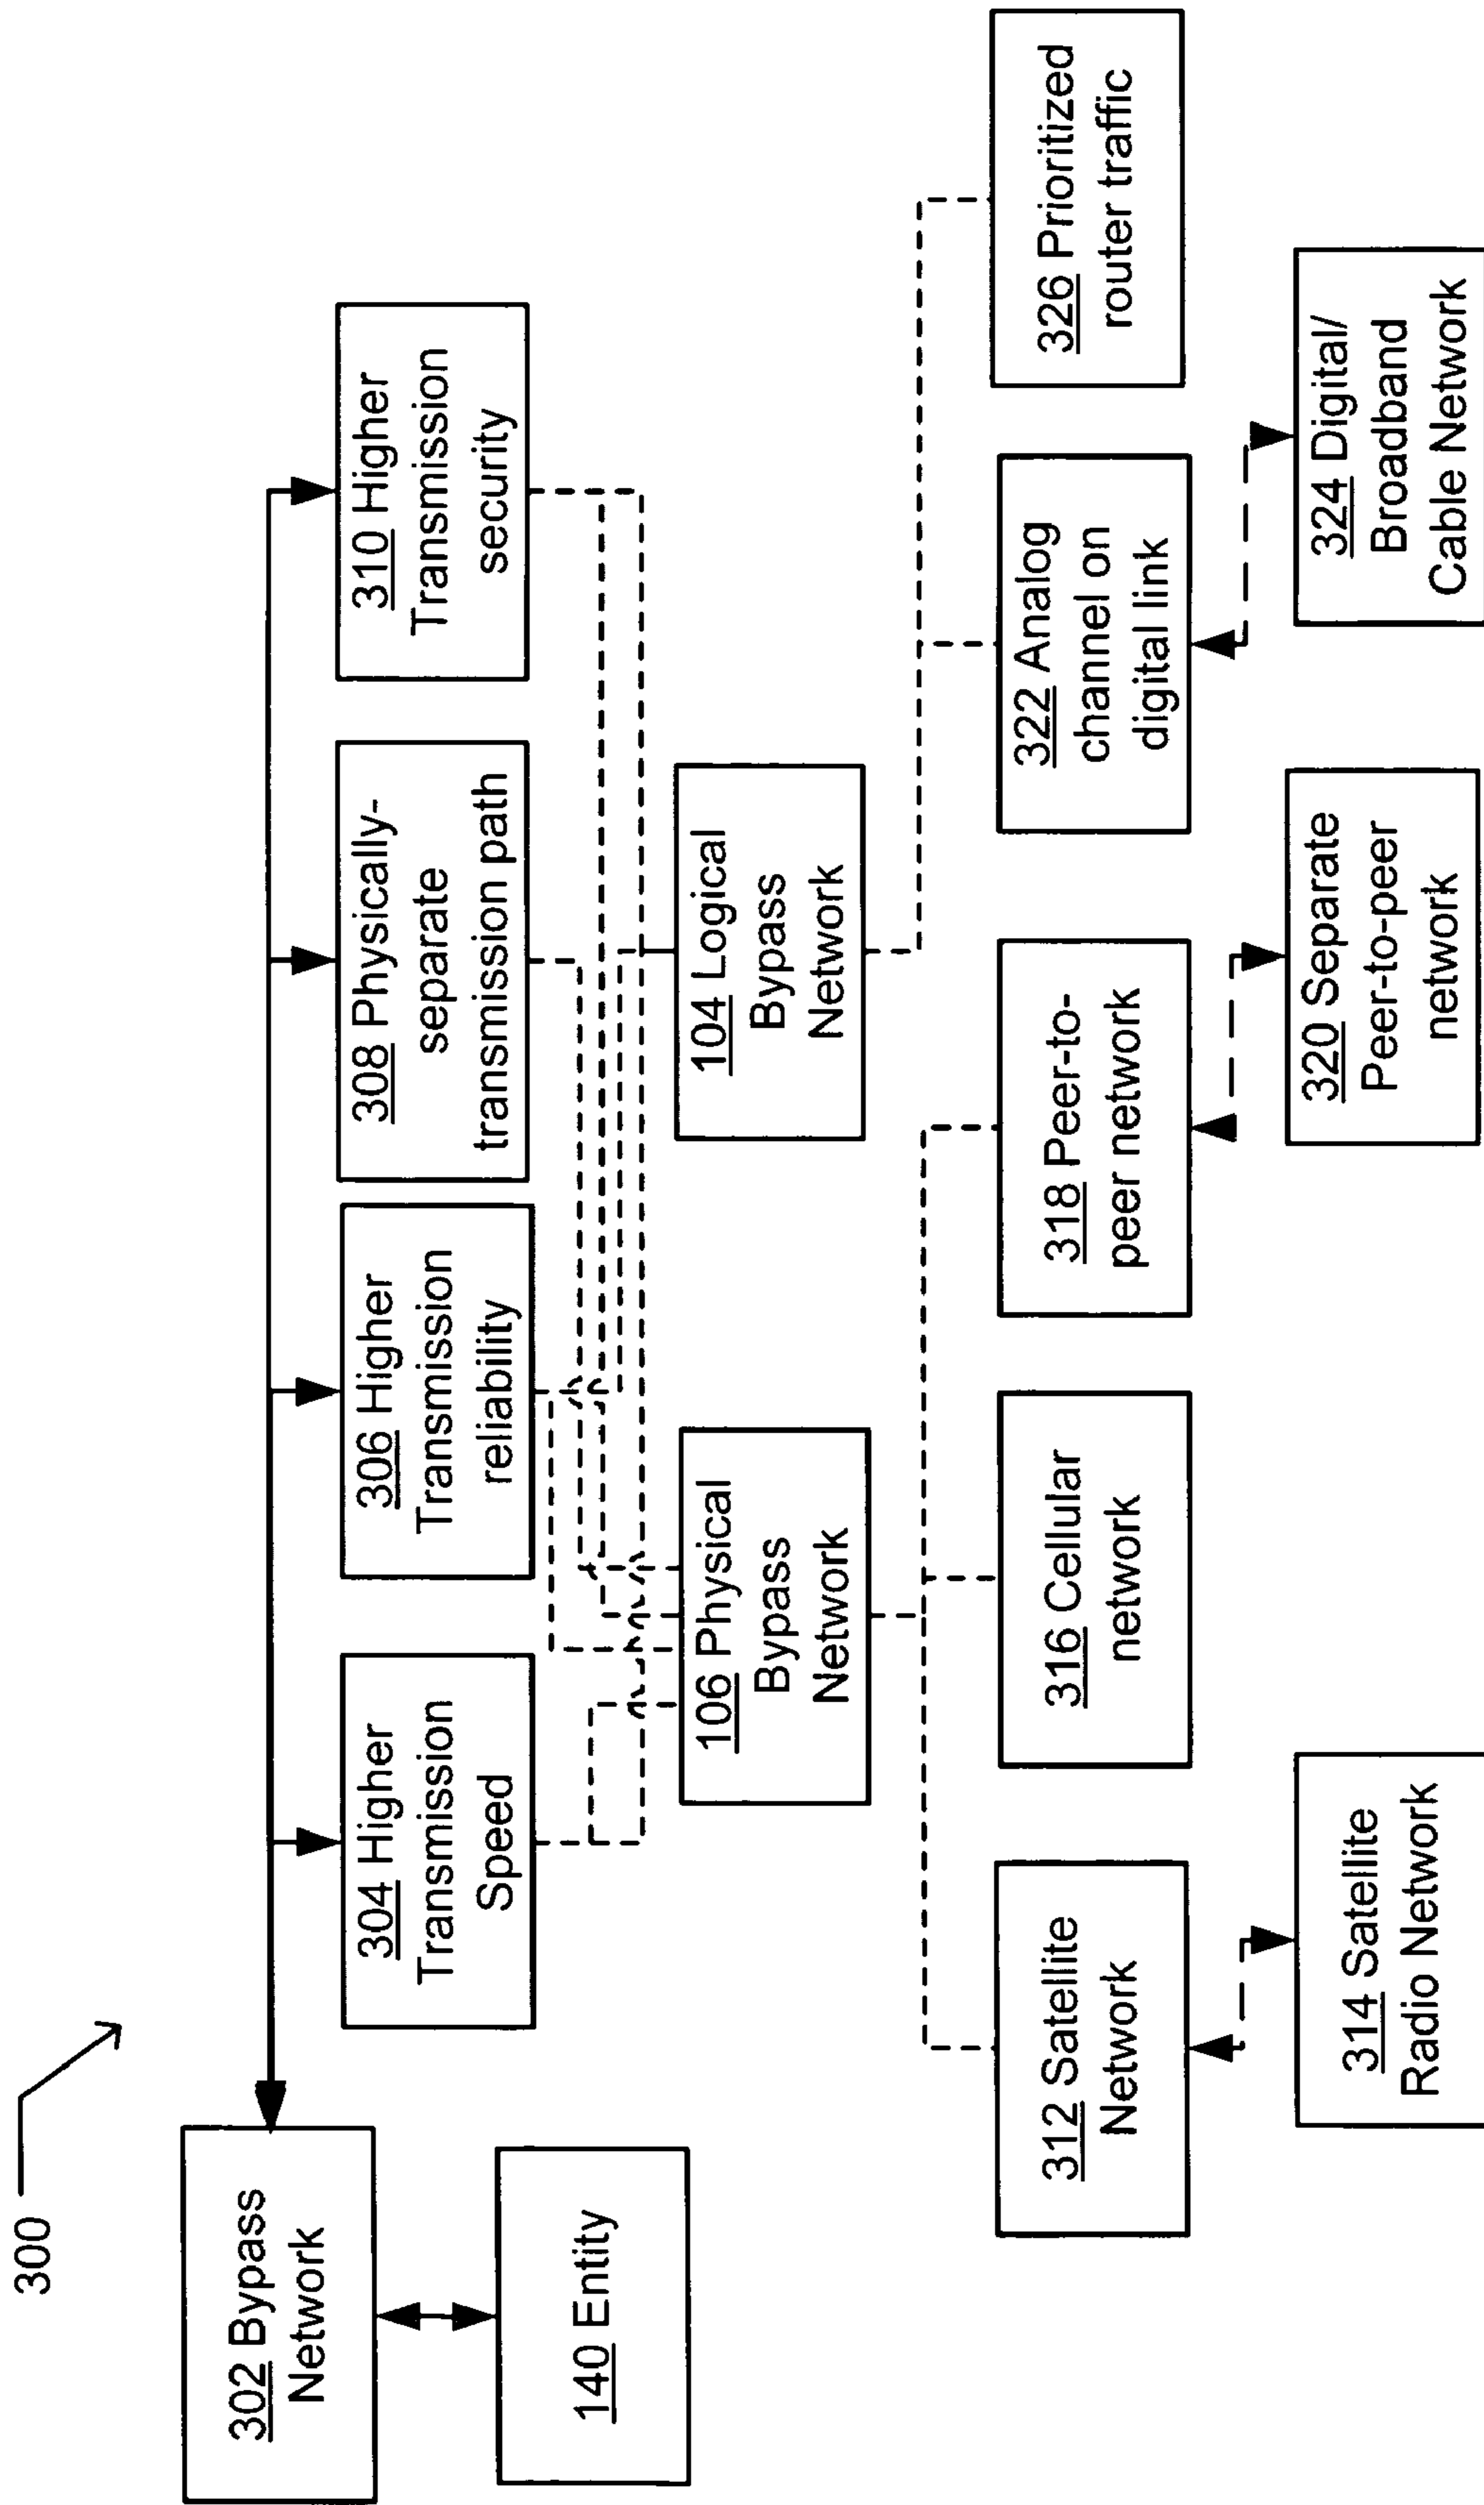 300
302 Bypass
Network
140 Entity
304 Higher
Transmission
Speed
306 Higher
Transmission
reliability
308 Physically-
separate
transmission path
310 Higher
Transmission
security
106 Physical
Bypass
Network
104 Logical
Bypass
Network
312 Satellite
Network
316 Cellular
network
318 Peer-to-
peer network
322 Analog
channel on
digital link
326 Prioritized
router traffic
314 Satellite
Radio Network
320 Separate
Peer-to-peer
network
324 Digital/
Broadband
Cable Network